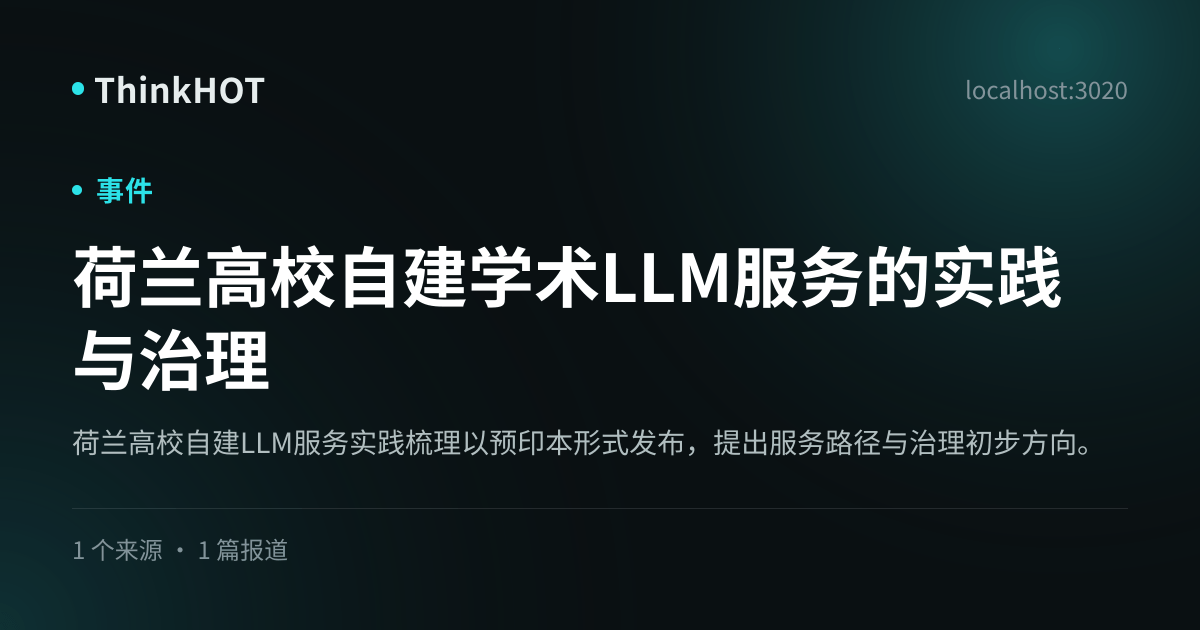 ThinkHOT
localhost:3020
事件
荷兰高校自建学术LLM服务的实践
与治理
荷兰高校自建LLM服务实践梳理以预印本形式发布，提出服务路径与治理初步方向。
1 个来源 · 1 篇报道